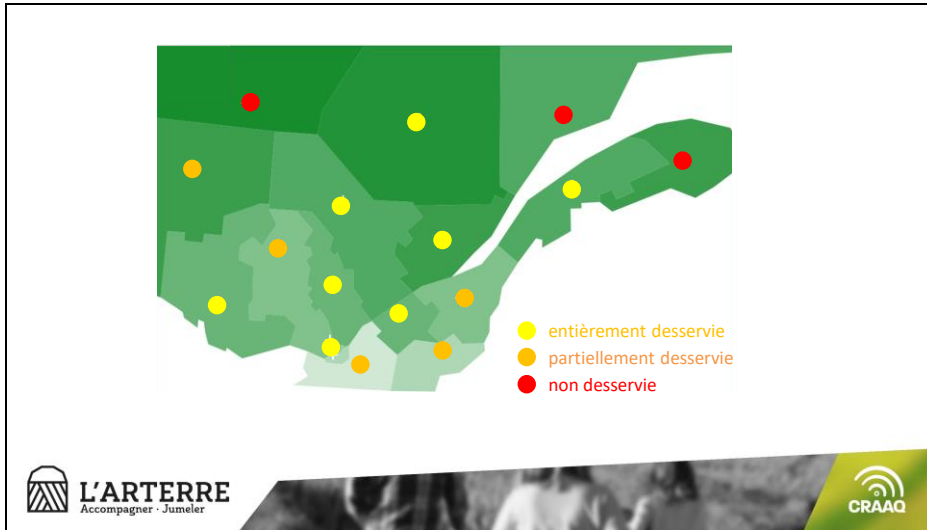 entièrement desservie
partiellement desservie
non desservie
L'ARTERRE
Accompagner · Jumeler
CRAAQ